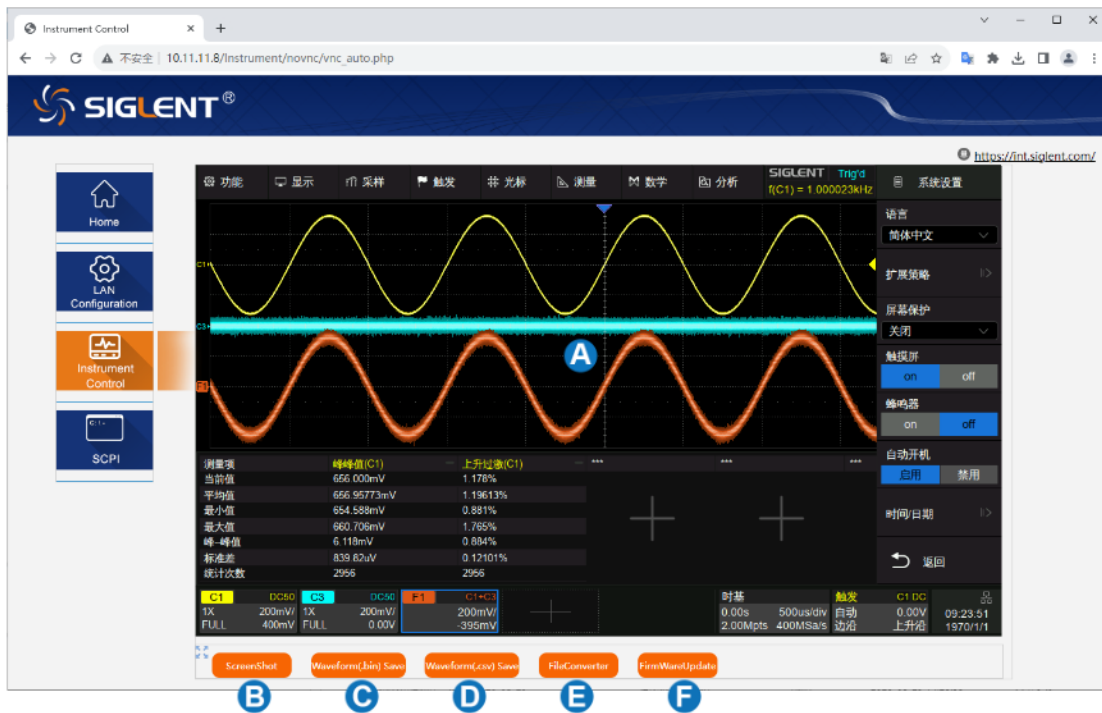 Instrument Control
不安全 10.11.11.8/Instrument/novnc/vnc_auto.php
SIGLENT®
https://int.siglent.com/
Home
LAN
Configuration
Instrument
Control
C:\-
SCPI
功能 显示 采样 触发 光标 测量 数学 分析
SIGLENT Trig'd
f(C1) = 1.000023kHz
系统设置
语言
简体中文
扩展策略
屏幕保护
关闭
触摸屏
on off
蜂鸣器
on off
自动开机
启用 禁用
时间/日期
返回
C1
C3
F1
A
测量项 峰峰值(C1) 上升过激(C1) *** *** ***
当前值 656.000mV 1.178%
平均值 656.95773mV 1.19613%
最小值 654.588mV 0.881%
最大值 660.706mV 1.765%
峰--峰值 6.118mV 0.884%
标准差 839.82uV 0.12101%
统计次数 2956 2956
C1 DC50 C3 DC50 F1 C1+C3 时基 触发 C1 DC
1X 200mV/ 1X 200mV/ 200mV/ 0.00s 500us/div 自动 0.00V 09:23:51
FULL 400mV FULL 0.00V -395mV 2.00Mpts 400MSa/s 边沿 上升沿 1970/1/1
ScreenShot Waveform(.bin) Save Waveform(.csv) Save FileConverter FirmWareUpdate
B C D E F